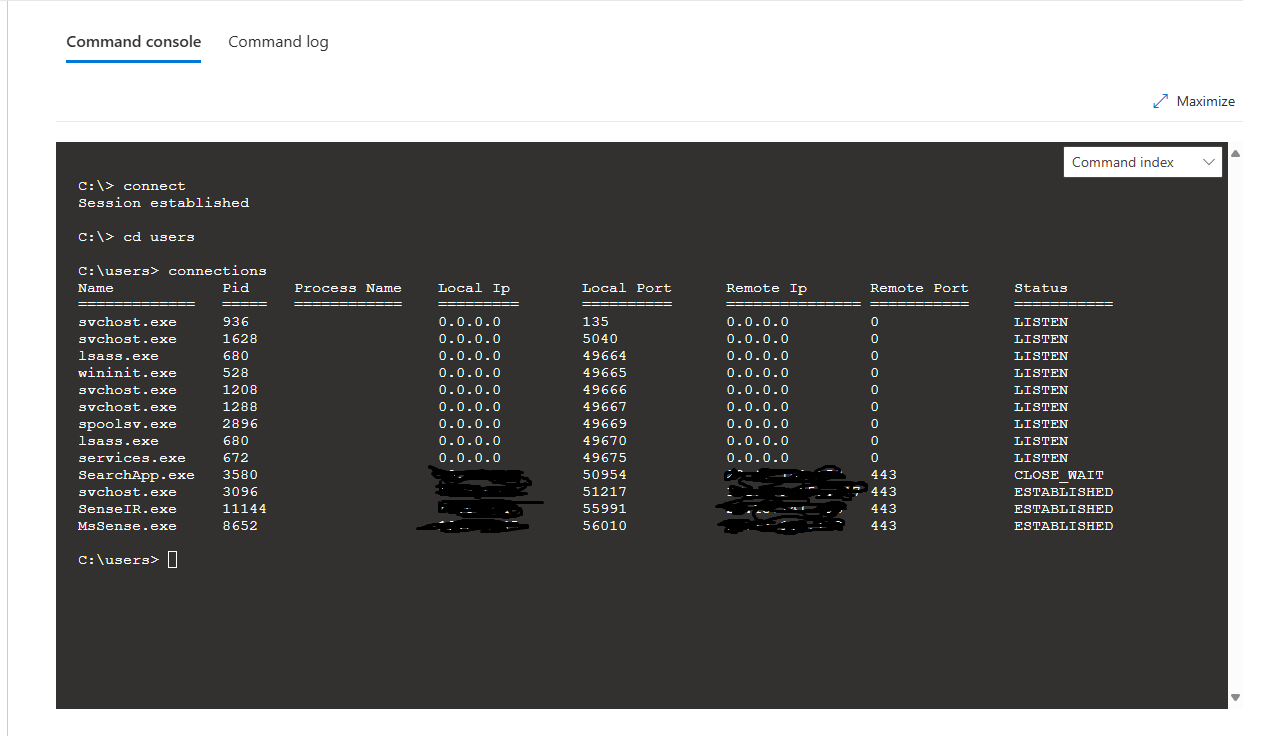 Command console Command log
Maximize
Command index
C:\> connect
Session established
C:\> cd users
C:\users> connections
Name Pid Process Name Local Ip Local Port Remote Ip Remote Port Status
============= ===== ============ ========= ========== =============== =========== ===========
svchost.exe 936 0.0.0.0 135 0.0.0.0 0 LISTEN
svchost.exe 1628 0.0.0.0 5040 0.0.0.0 0 LISTEN
lsass.exe 680 0.0.0.0 49664 0.0.0.0 0 LISTEN
wininit.exe 528 0.0.0.0 49665 0.0.0.0 0 LISTEN
svchost.exe 1208 0.0.0.0 49666 0.0.0.0 0 LISTEN
svchost.exe 1288 0.0.0.0 49667 0.0.0.0 0 LISTEN
spoolsv.exe 2896 0.0.0.0 49669 0.0.0.0 0 LISTEN
lsass.exe 680 0.0.0.0 49670 0.0.0.0 0 LISTEN
services.exe 672 0.0.0.0 49675 0.0.0.0 0 LISTEN
SearchApp.exe 3580 50954 443 CLOSE_WAIT
svchost.exe 3096 51217 443 ESTABLISHED
SenseIR.exe 11144 55991 443 ESTABLISHED
MsSense.exe 8652 56010 443 ESTABLISHED
C:\users>